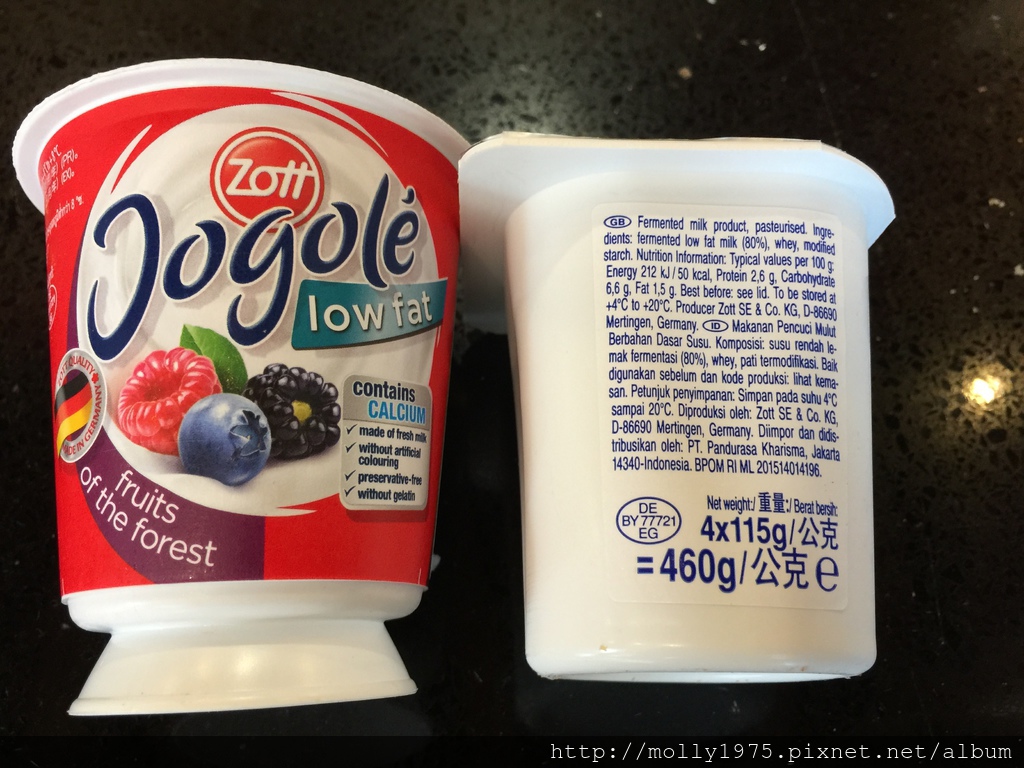 Zott
Jogolé
low fat
contains
CALCIUM
made of fresh milk
without artificial
colouring
preservative-free
without gelatin
MADE IN GERMANY
fruits
of the forest
GB Fermented milk product, pasteurised. Ingre-
dients: fermented low fat milk (80%), whey, modified
starch. Nutrition Information: Typical values per 100 g:
Energy 212 kJ / 50 kcal, Protein 2,6 g, Carbohydrate
6,6 g, Fat 1,5 g. Best before: see lid. To be stored at
+4°C to +20°C. Producer Zott SE & Co. KG, D-86690
Mertingen, Germany. ID Makanan Pencuci Mulut
Berbahan Dasar Susu. Komposisi: susu rendah le-
mak fermentasi (80%), whey, pati termodifikasi. Baik
digunakan sebelum dan kode produksi: lihat kema-
san. Petunjuk penyimpanan: Simpan pada suhu 4°C
sampai 20°C. Diproduksi oleh: Zott SE & Co. KG,
D-86690 Mertingen, Germany. Diimpor dan didis-
tribusikan oleh: PT. Pandurasa Kharisma, Jakarta
14340-Indonesia. BPOM RI ML 201514014196.
DE
BY 77721
EG
Net weight:/ 重量:/ Berat bersih:
4x115g/公克
=460g/公克 e
http://molly1975.pixnet.net/album